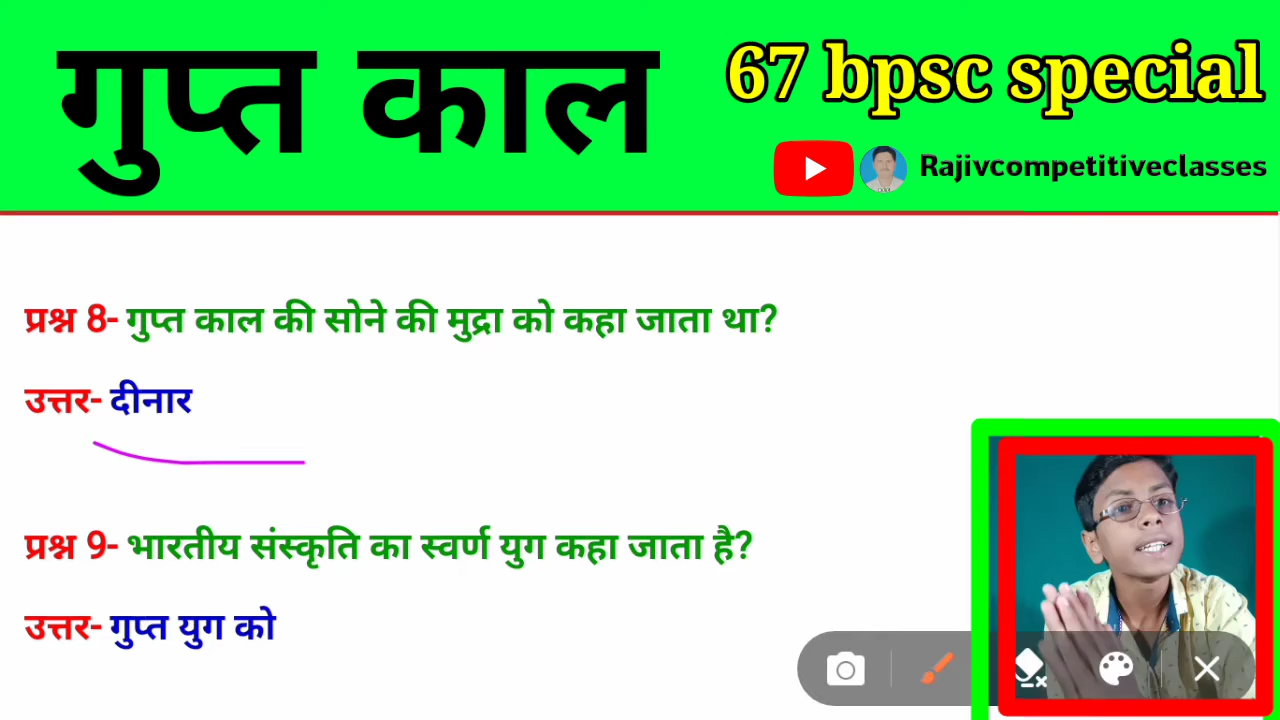 गुप्त काल
67 bpsc special
Rajivcompetitiveclasses
प्रश्न 8- गुप्त काल की सोने की मुद्रा को कहा जाता था?
उत्तर- दीनार
प्रश्न 9- भारतीय संस्कृति का स्वर्ण युग कहा जाता है?
उत्तर- गुप्त युग को